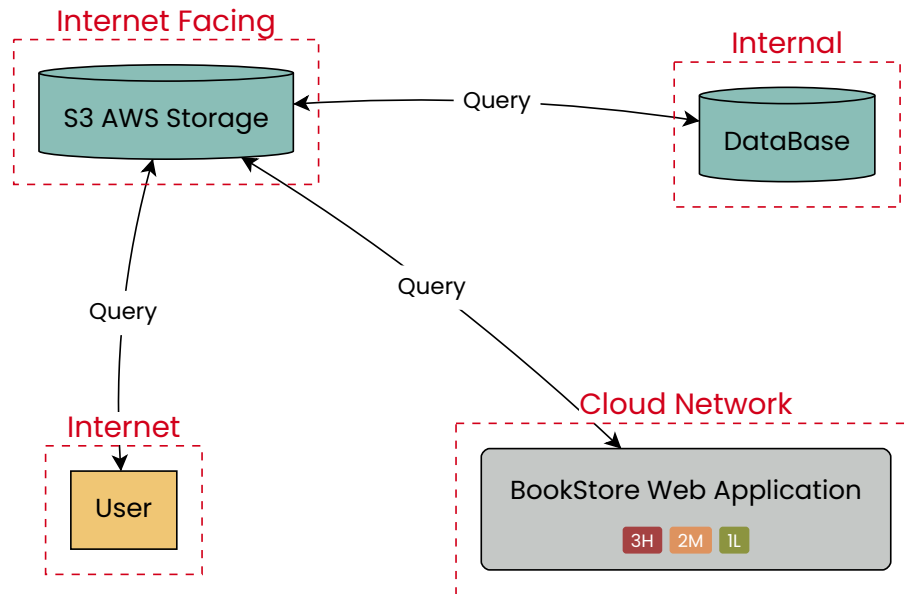 Internet Facing
S3 AWS Storage
Query
Internal
DataBase
Query
Query
Internet
User
Cloud Network
BookStore Web Application
3H 2M 1L